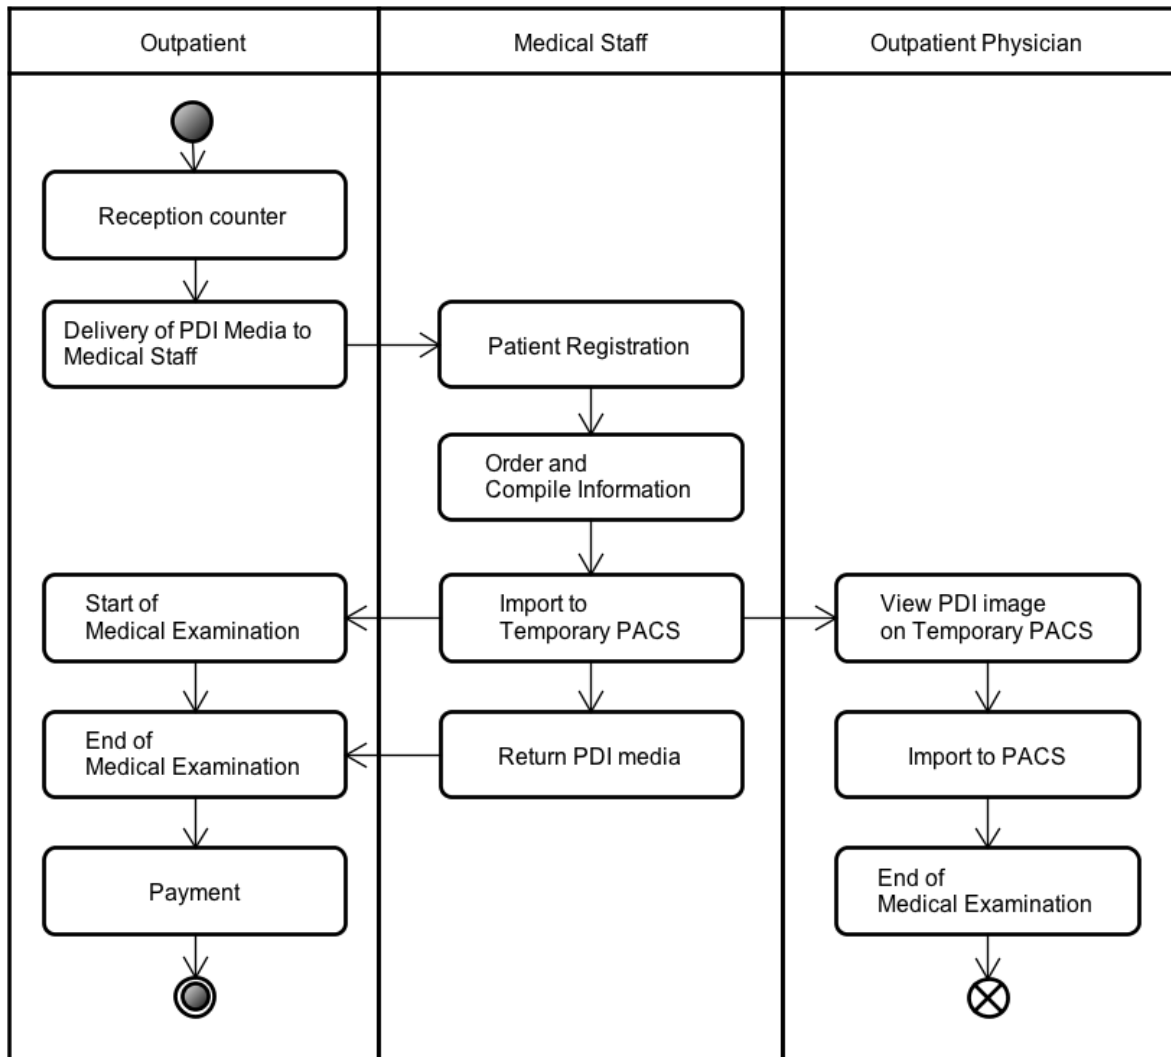 Outpatient
Medical Staff
Outpatient Physician
Reception counter
Delivery of PDI Media to
Medical Staff
Patient Registration
Order and
Compile Information
Start of
Medical Examination
Import to
Temporary PACS
View PDI image
on Temporary PACS
End of
Medical Examination
Return PDI media
Import to PACS
Payment
End of
Medical Examination